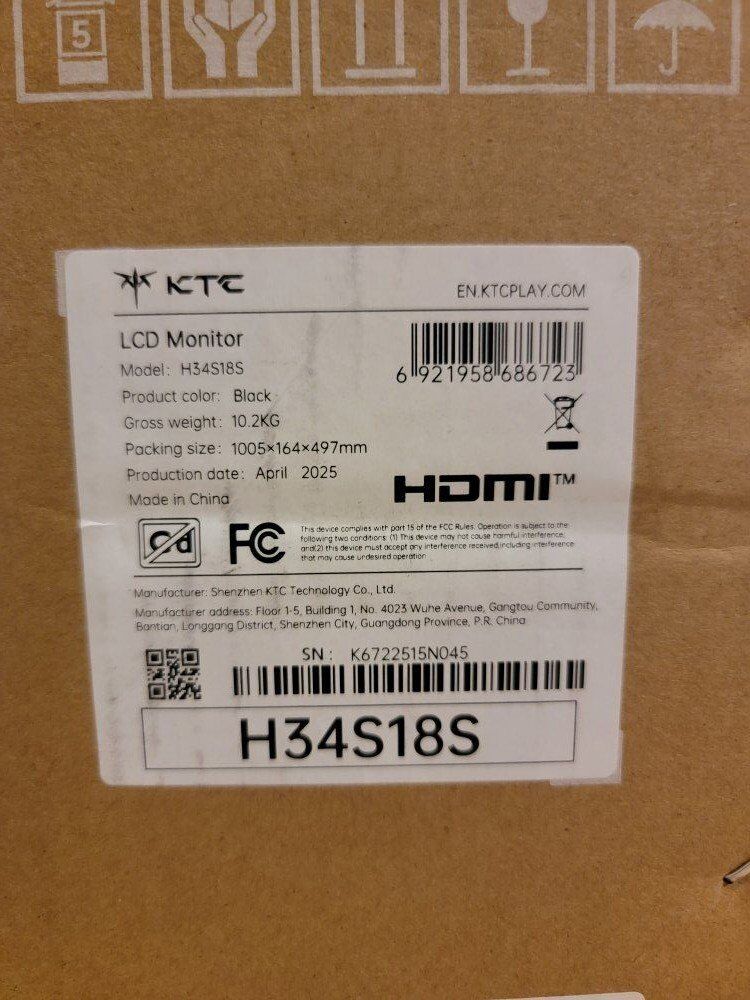 5
KTC
EN.KTCPLAY.COM
LCD Monitor
Model: H34S18S
Product color: Black
Gross weight: 10.2KG
Packing size: 1005×164×497mm
Production date: April 2025
Made in China
6 921958 686723
HDMI™
Cd
FC
This device complies with part 15 of the FCC Rules. Operation is subject to the
following two conditions: (1) This device may not cause harmful interference,
and(2) this device must accept any interference received,including interference
that may cause undesired operation
Manufacturer: Shenzhen KTC Technology Co., Ltd.
Manufacturer address: Floor 1-5, Building 1, No. 4023 Wuhe Avenue, Gangtou Community,
Bantian, Longgang District, Shenzhen City, Guangdong Province, P.R. China
SN: K6722515N045
H34S18S